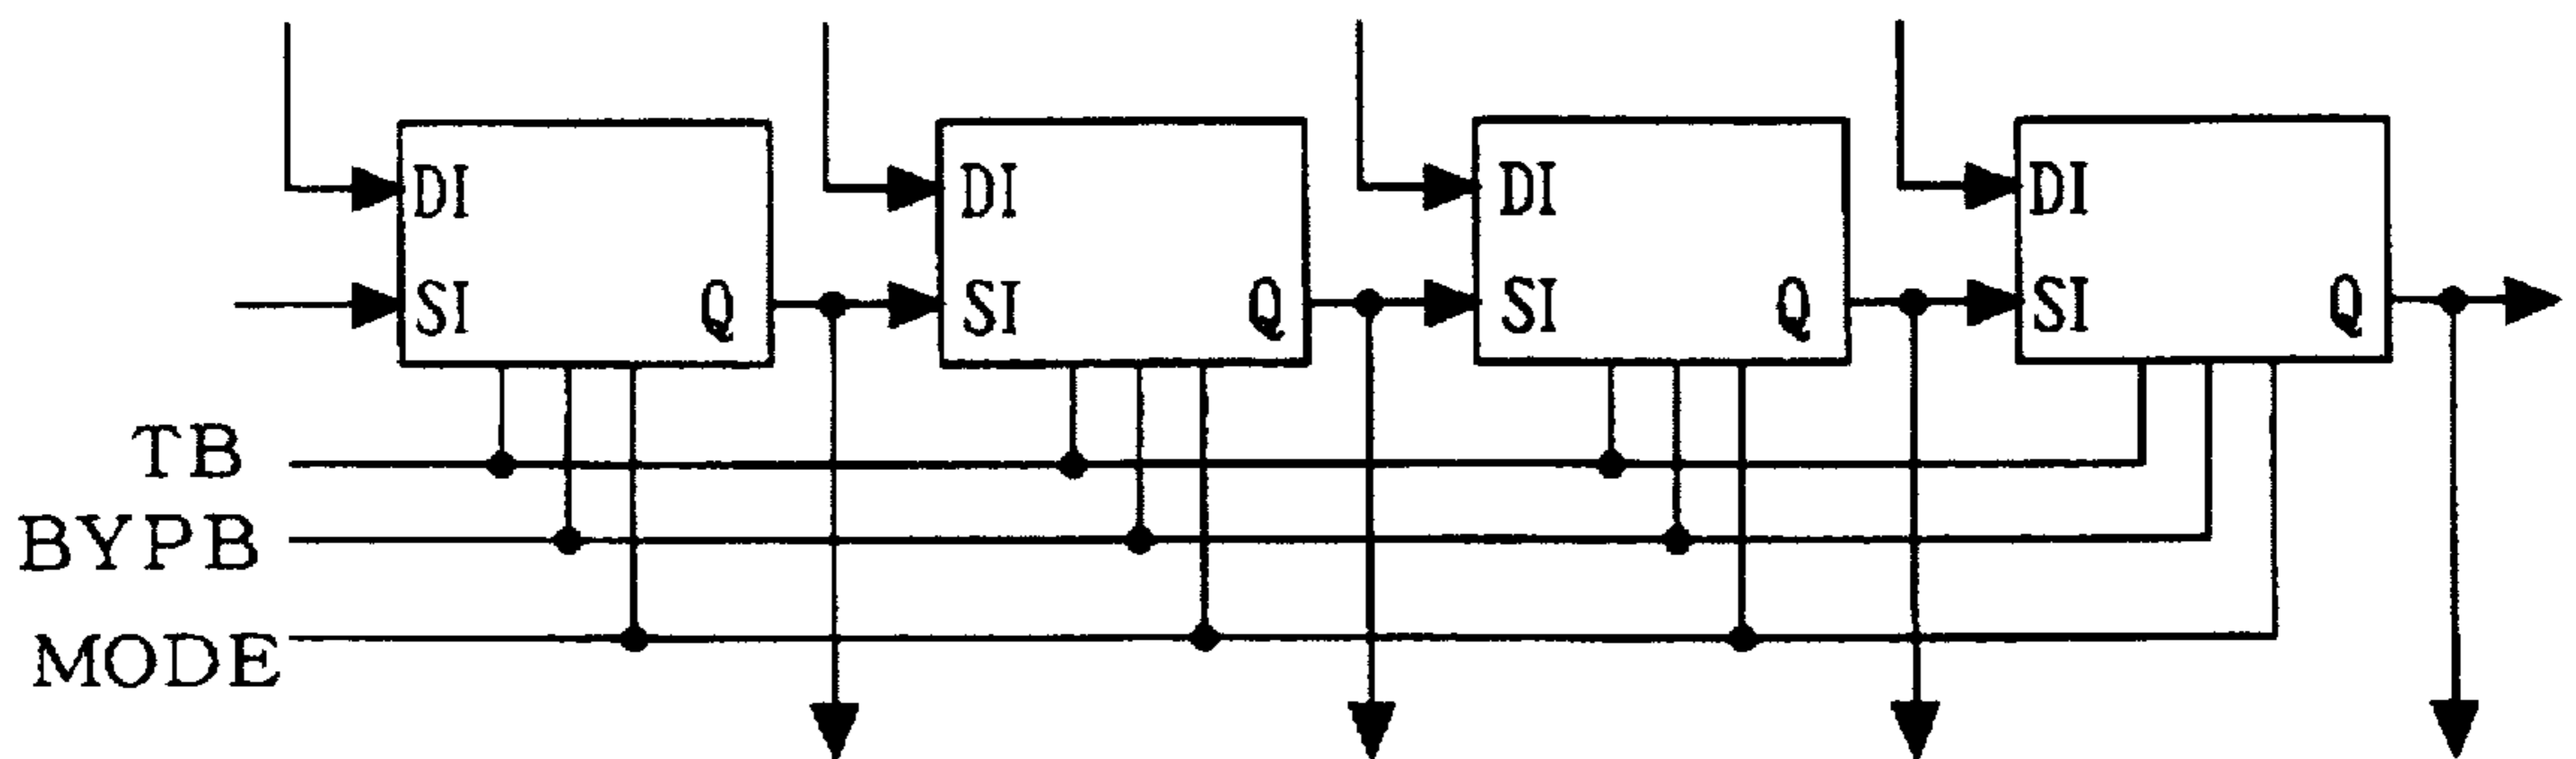 DI DI DI DI
SI Q SI Q SI Q SI Q
TB
BYPB
MODE